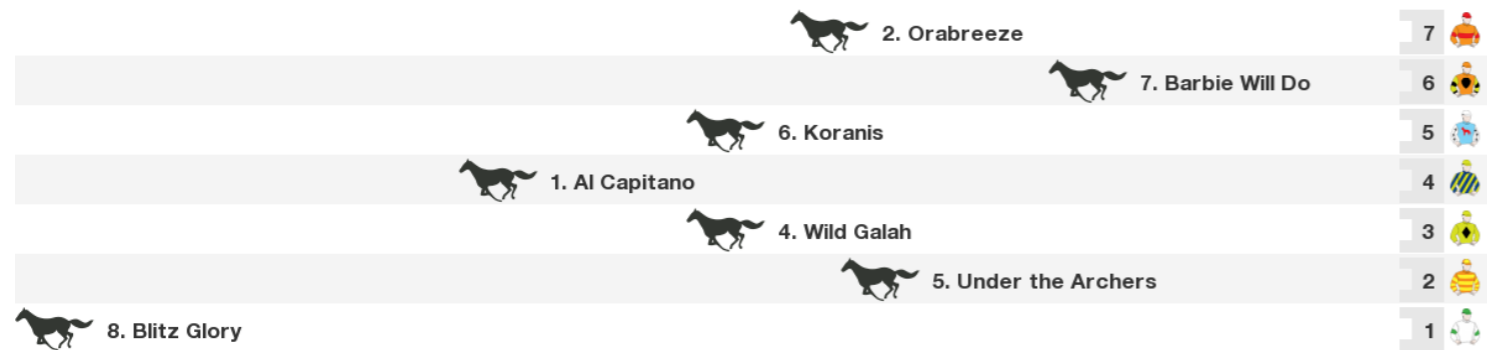 2. Orabreeze 7
7. Barbie Will Do 6
6. Koranis 5
1. Al Capitano 4
4. Wild Galah 3
5. Under the Archers 2
8. Blitz Glory 1